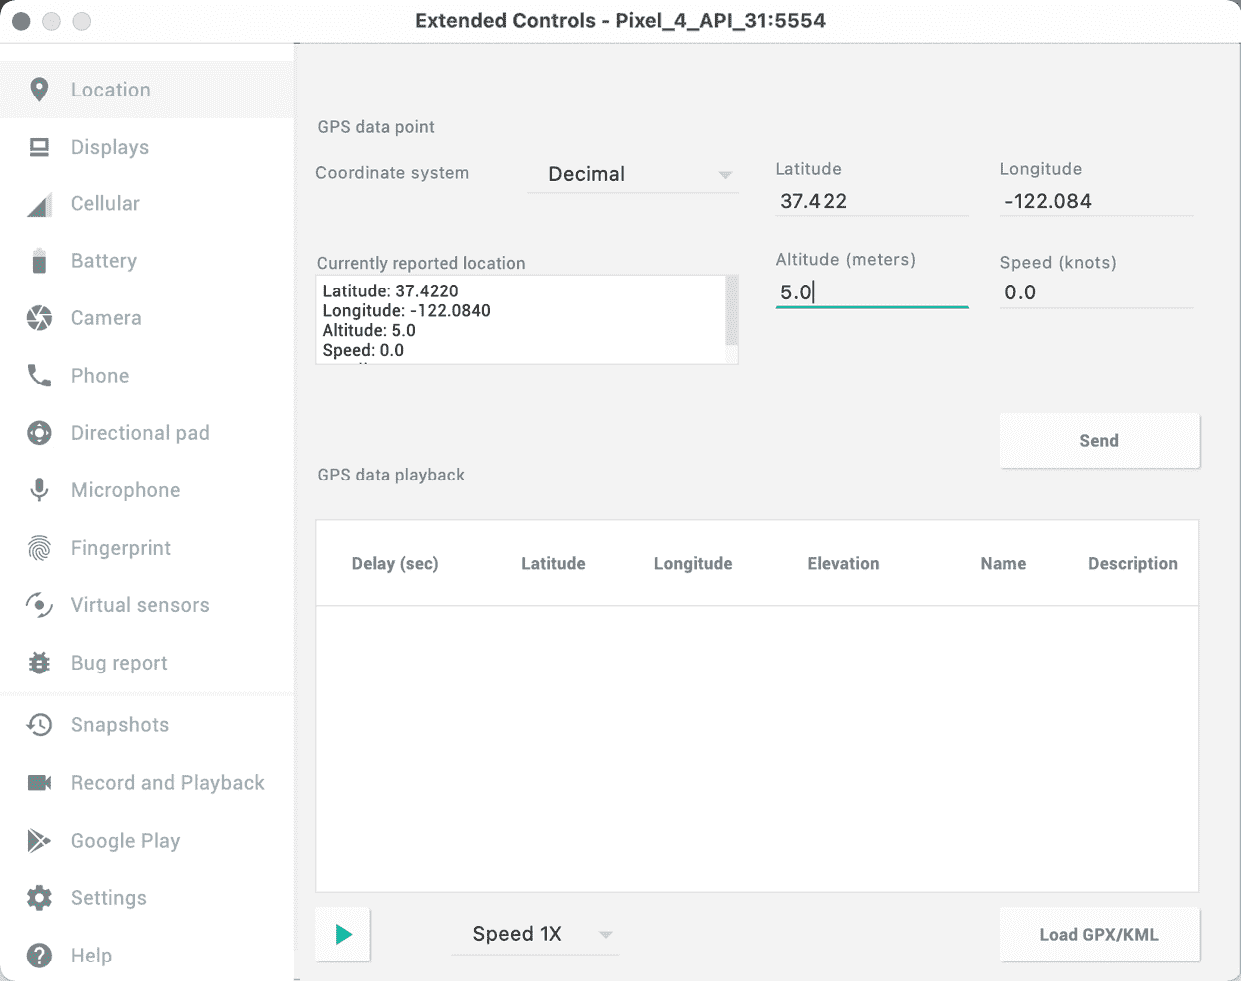 Extended Controls - Pixel_4_API_31:5554
Location
Displays
Cellular
Battery
Camera
Phone
Directional pad
Microphone
Fingerprint
Virtual sensors
Bug report
Snapshots
Record and Playback
Google Play
Settings
Help
GPS data point
Coordinate system
Decimal
Latitude
37.422
Longitude
-122.084
Currently reported location
Latitude: 37.4220
Longitude: -122.0840
Altitude: 5.0
Speed: 0.0
Altitude (meters)
5.0
Speed (knots)
0.0
Send
GPS data playback
Delay (sec) Latitude Longitude Elevation Name Description
Speed 1X
Load GPX/KML